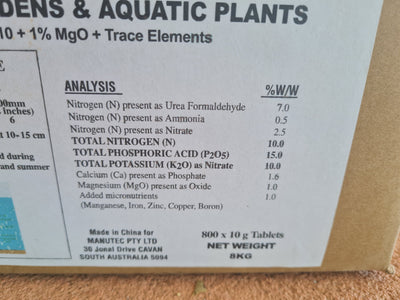 DENS & AQUATIC PLANTS
10 + 1% MgO + Trace Elements
E
00mm
inches)
6
t 10-15 cm
d during
and summer
ANALYSIS %W/W
Nitrogen (N) present as Urea Formaldehyde 7.0
Nitrogen (N) present as Ammonia 0.5
Nitrogen (N) present as Nitrate 2.5
TOTAL NITROGEN (N) 10.0
TOTAL PHOSPHORIC ACID (P2O5) 15.0
TOTAL POTASSIUM (K2O) as Nitrate 10.0
Calcium (Ca) present as Phosphate 1.6
Magnesium (MgO) present as Oxide 1.0
Added micronutrients 1.0
(Manganese, Iron, Zinc, Copper, Boron)
Made in China for
MANUTEC PTY LTD
36 Jonal Drive CAVAN
SOUTH AUSTRALIA 5094
800 x 10 g Tablets
NET WEIGHT
8KG